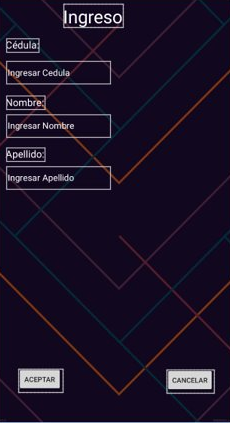 Ingreso
Cédula:
Ingresar Cedula
Nombre:
Ingresar Nombre
Apellido:
Ingresar Apellido
ACEPTAR
CANCELAR